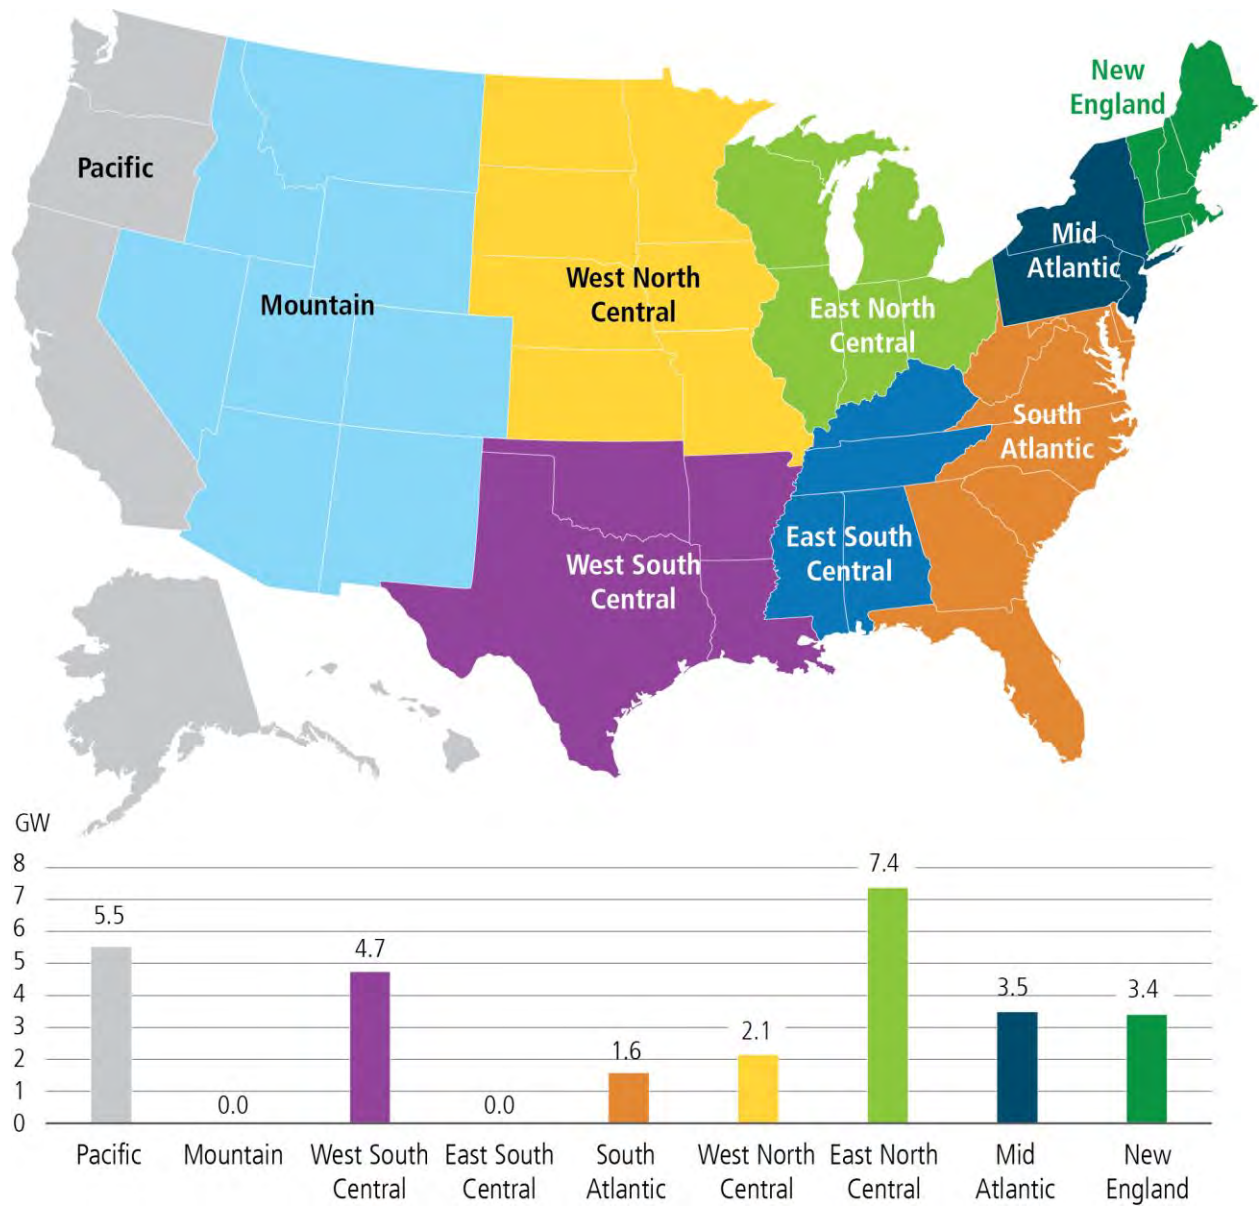 New
England
Pacific
Mid
Atlantic
Mountain
West North
Central
East North
Central
South
Atlantic
West South
Central
East South
Central
GW
8
7
6
5
4
3
2
1
0
5.5
0.0
4.7
0.0
1.6
2.1
7.4
3.5
3.4
Pacific
Mountain
West South
Central
East South
Central
South
Atlantic
West North
Central
East North
Central
Mid
Atlantic
New
England